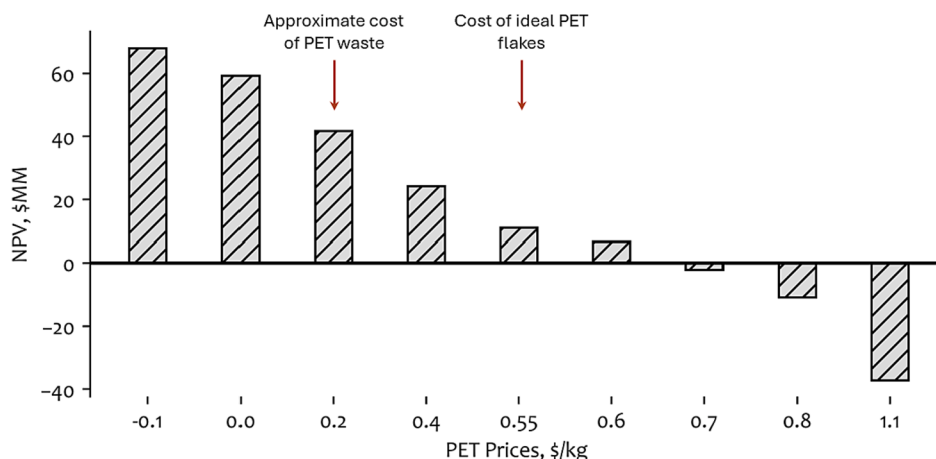 Approximate cost
of PET waste
Cost of ideal PET
flakes
NPV, $MM
60
40
20
0
−20
−40
-0.1
0.0
0.2
0.4
0.55
0.6
0.7
0.8
1.1
PET Prices, $/kg